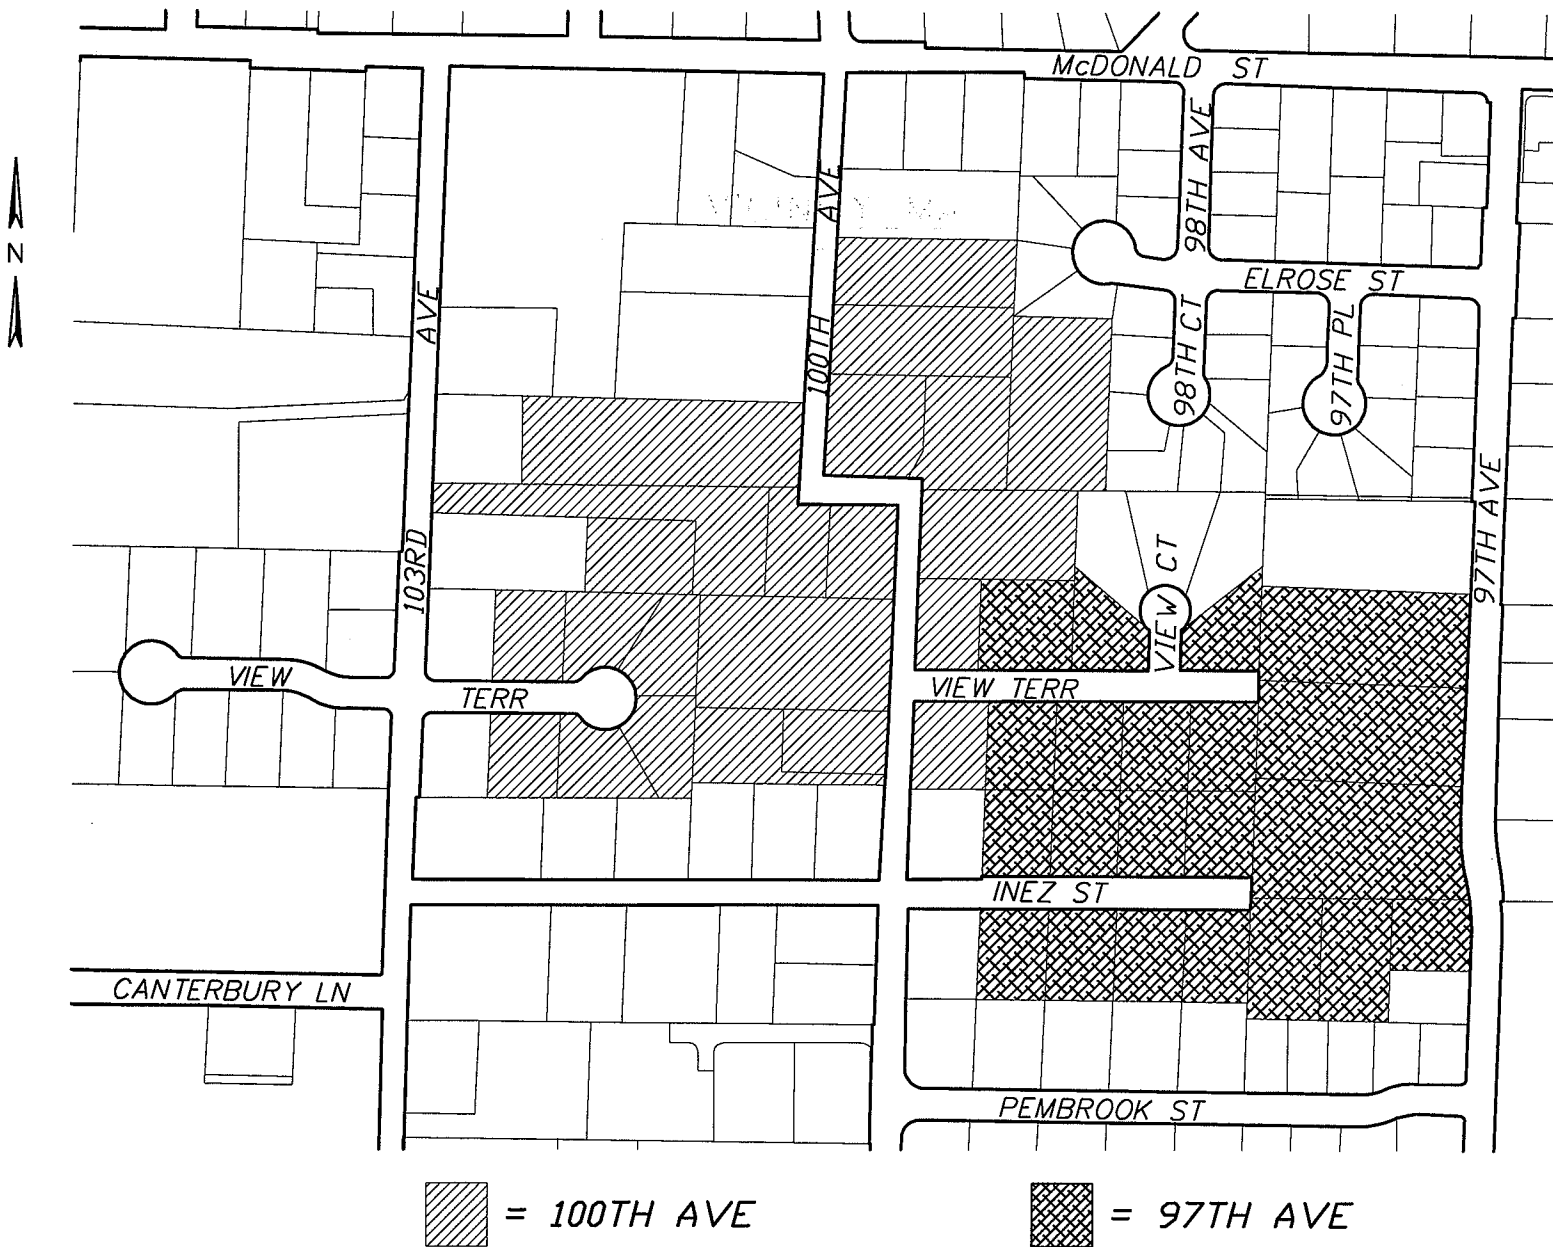 McDONALD ST
98TH AVE
AVE
N
ELROSE ST
AVE
100TH
98TH CT
97TH PL
97TH AVE
103RD
VIEW CT
VIEW
TERR
VIEW TERR
INEZ ST
CANTERBURY LN
PEMBROOK ST
= 100TH AVE
= 97TH AVE